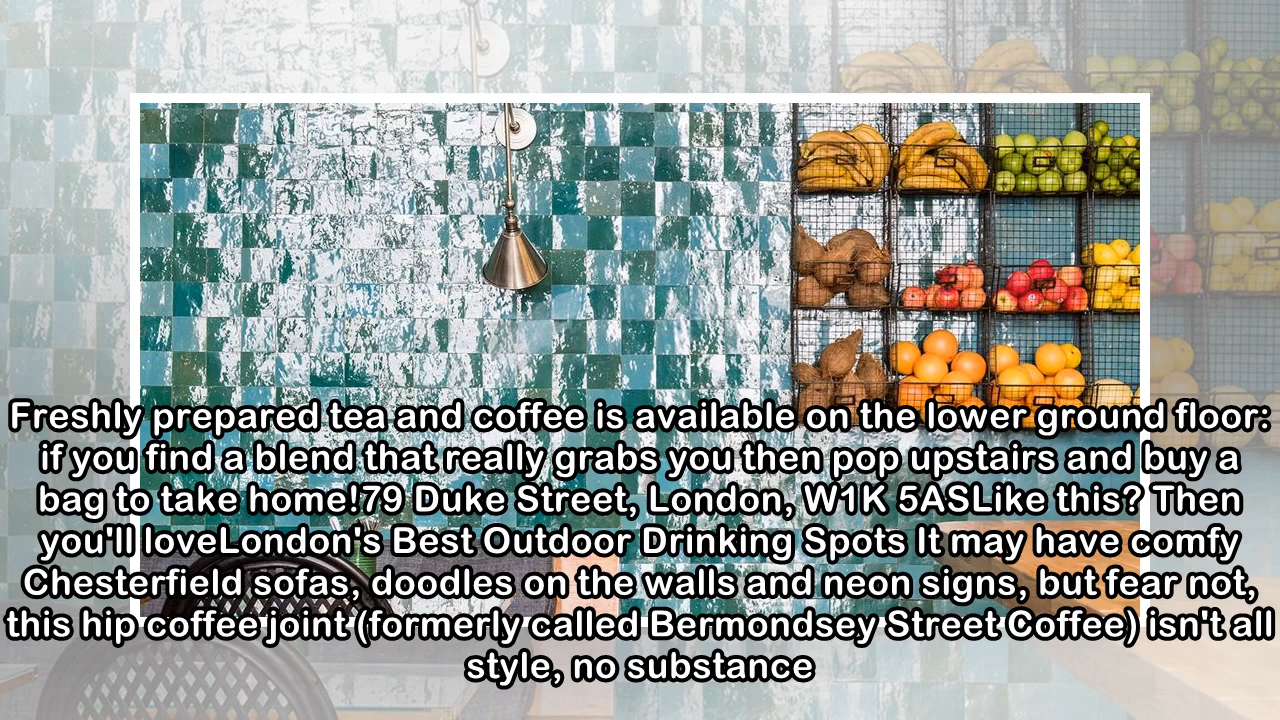 Freshly prepared tea and coffee is available on the lower ground floor:
if you find a blend that really grabs you then pop upstairs and buy a
bag to take home!79 Duke Street, London, W1K 5ASLike this? Then
you'll loveLondon's Best Outdoor Drinking Spots It may have comfy
Chesterfield sofas, doodles on the walls and neon signs, but fear not,
this hip coffee joint (formerly called Bermondsey Street Coffee) isn't all
style, no substance